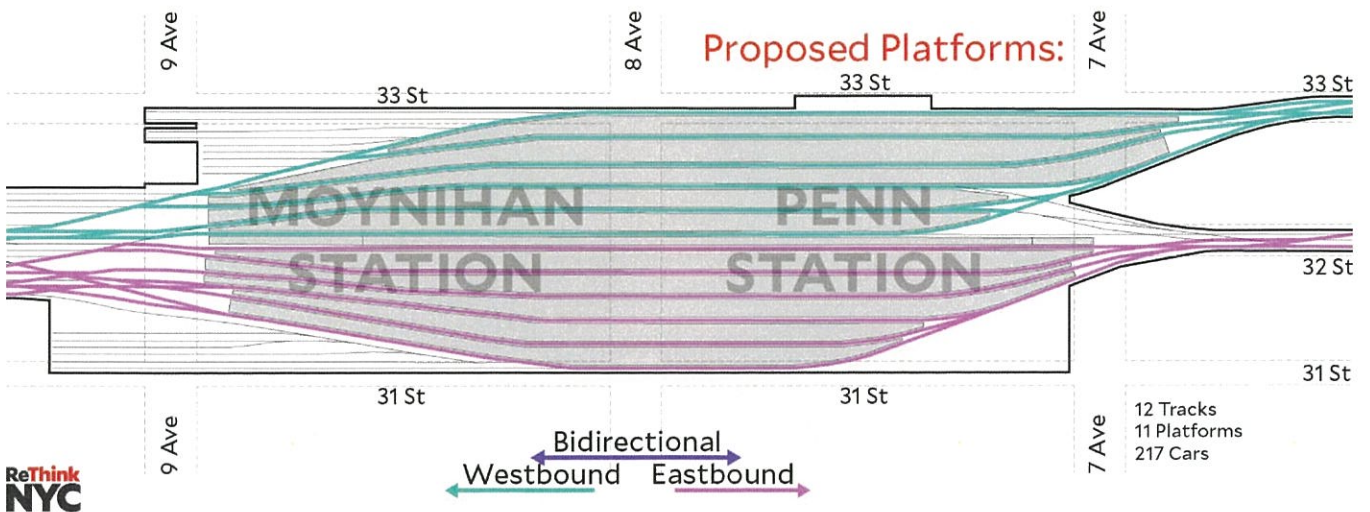 9 Ave
8 Ave
Proposed Platforms:
7 Ave
33 St
33 St
33 St
MOYNIHAN
STATION
PENN
STATION
32 St
31 St
31 St
31 St
9 Ave
7 Ave
12 Tracks
11 Platforms
217 Cars
Bidirectional
Westbound
Eastbound
ReThink
NYC